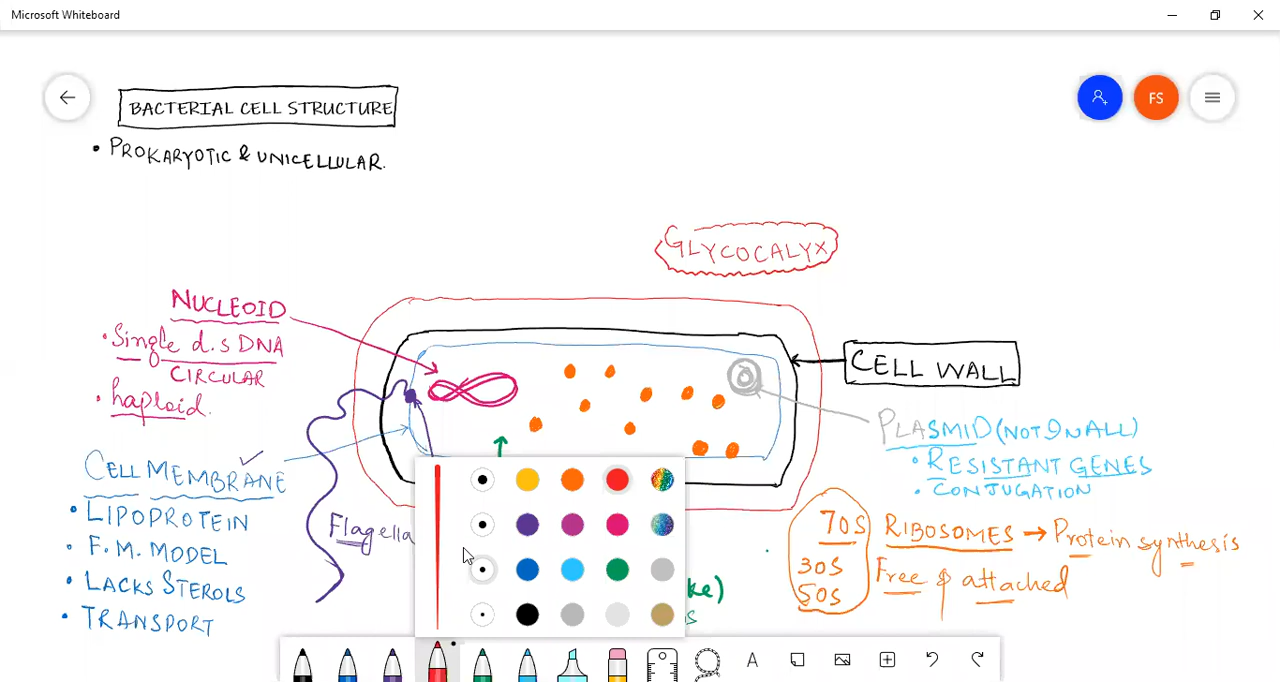 Microsoft Whiteboard
BACTERIAL CELL STRUCTURE
• PROKARYOTIC & UNICELLULAR.
FS
GLYCOCALYX
NUCLEOID
• Single d.s DNA
CIRCULAR
• haploid.
CELL WALL
PLASMID (NOT IN ALL)
• RESISTANT GENES
• CONJUGATION
CELL MEMBRANE
• LIPOPROTEIN
• F.M. MODEL
• LACKS STEROLS
• TRANSPORT
Flagella
70S RIBOSOMES → Protein synthesis
30S Free & attached
50S
ke)
s
A